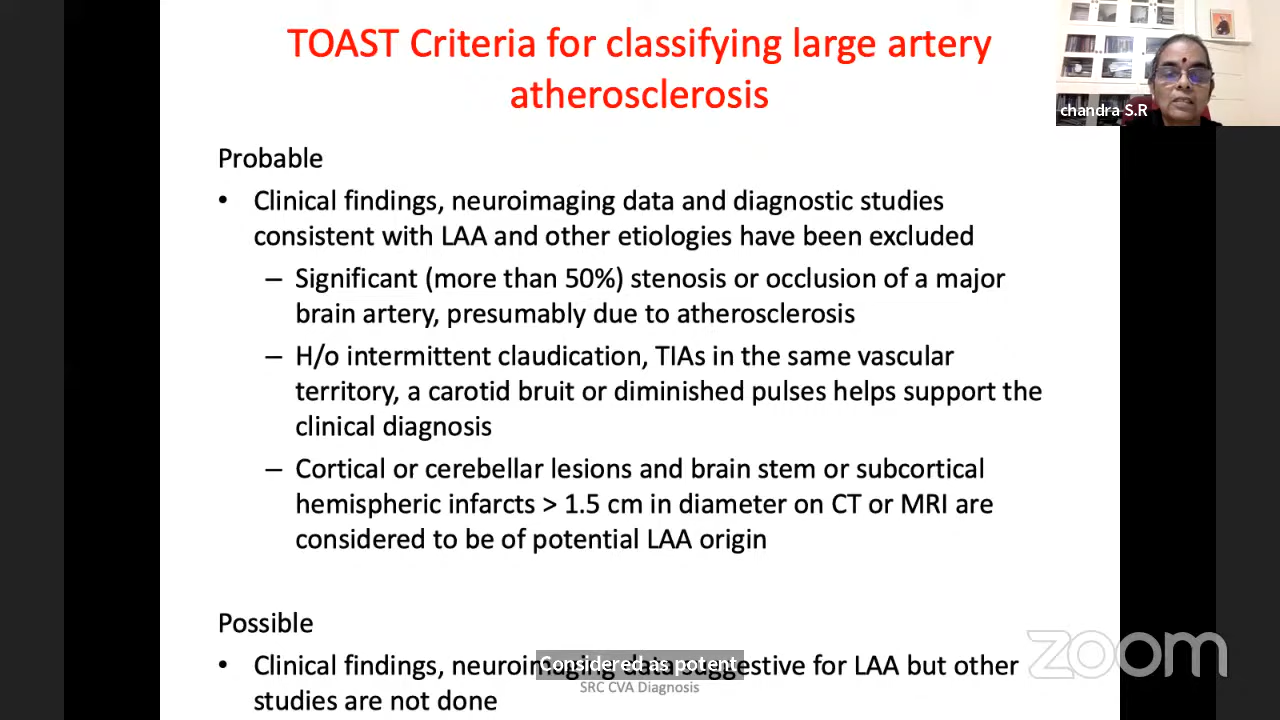 TOAST Criteria for classifying large artery
atherosclerosis
chandra S.R
Probable
• Clinical findings, neuroimaging data and diagnostic studies
consistent with LAA and other etiologies have been excluded
– Significant (more than 50%) stenosis or occlusion of a major
brain artery, presumably due to atherosclerosis
– H/o intermittent claudication, TIAs in the same vascular
territory, a carotid bruit or diminished pulses helps support the
clinical diagnosis
– Cortical or cerebellar lesions and brain stem or subcortical
hemispheric infarcts > 1.5 cm in diameter on CT or MRI are
considered to be of potential LAA origin
Possible
• Clinical findings, neuroimaging data suggestive for LAA but other
studies are not done
Considered as potent
SRC CVA Diagnosis
zoom